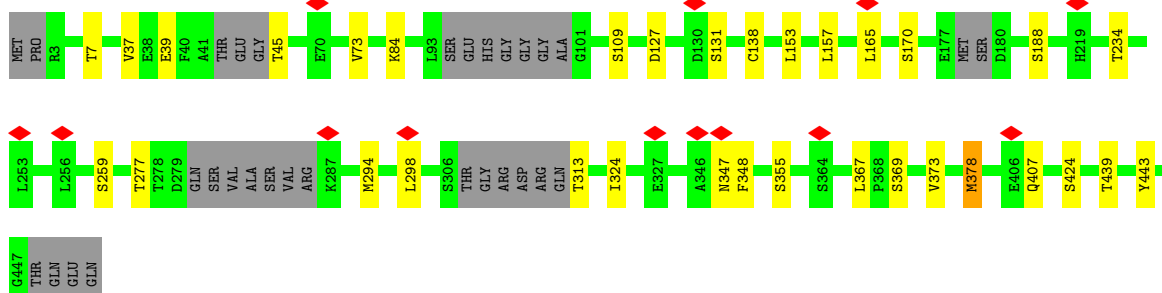 MET PRO R3 T7 V37 E38 E39 F40 A41 THR GLU GLY T45 E70 V73 K84 L93 SER GLU HIS GLY GLY GLY ALA G101 S109 D127 D130 S131 C138 L153 L157 L165 S170 E177 MET SER D180 S188 H219 T234
L253 L256 S259 T277 T278 D279 GLN SER VAL ALA SER VAL ARG K287 M294 L298 S306 THR GLY ARG ASP ARG GLN T313 I324 E327 A346 N347 F348 S355 S364 L367 P368 S369 V373 M378 E406 Q407 S424 T439 Y443
G447 THR GLN GLU GLN